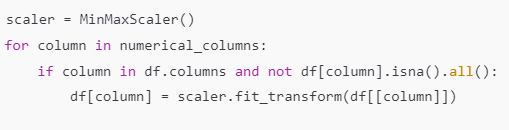 scaler = MinMaxScaler()
for column in numerical_columns:
    if column in df.columns and not df[column].isna().all():
        df[column] = scaler.fit_transform(df[[column]])